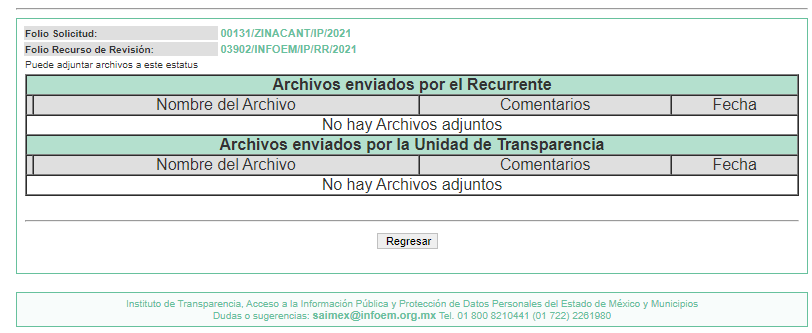 Folio Solicitud: 00131/ZINACANT/IP/2021
Folio Recurso de Revisión: 03902/INFOEM/IP/RR/2021
Puede adjuntar archivos a este estatus
Archivos enviados por el Recurrente
Nombre del Archivo Comentarios Fecha
No hay Archivos adjuntos
Archivos enviados por la Unidad de Transparencia
Nombre del Archivo Comentarios Fecha
No hay Archivos adjuntos
Regresar
Instituto de Transparencia, Acceso a la Información Pública y Protección de Datos Personales del Estado de México y Municipios
Dudas o sugerencias: saimex@infoem.org.mx Tel. 01 800 8210441 (01 722) 2261980